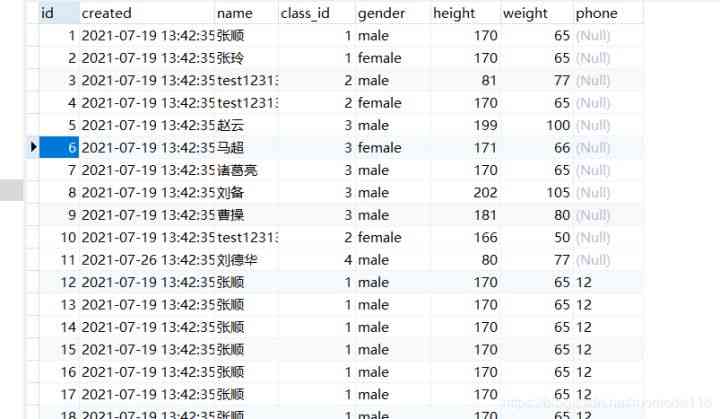 id created name class_id gender height weight phone
1 2021-07-19 13:42:35 张顺 1 male 170 65 (Null)
2 2021-07-19 13:42:35 张玲 1 female 170 65 (Null)
3 2021-07-19 13:42:35 test12313 2 male 81 77 (Null)
4 2021-07-19 13:42:35 test12313 2 female 170 65 (Null)
5 2021-07-19 13:42:35 赵云 3 male 199 100 (Null)
6 2021-07-19 13:42:35 马超 3 female 171 66 (Null)
7 2021-07-19 13:42:35 诸葛亮 3 male 170 65 (Null)
8 2021-07-19 13:42:35 刘备 3 male 202 105 (Null)
9 2021-07-19 13:42:35 曹操 3 male 181 80 (Null)
10 2021-07-19 13:42:35 test12313 2 female 166 50 (Null)
11 2021-07-26 13:42:35 刘德华 4 male 80 77 (Null)
12 2021-07-19 13:42:35 张顺 1 male 170 65 12
13 2021-07-19 13:42:35 张顺 1 male 170 65 12
14 2021-07-19 13:42:35 张顺 1 male 170 65 12
15 2021-07-19 13:42:35 张顺 1 male 170 65 12
16 2021-07-19 13:42:35 张顺 1 male 170 65 12
17 2021-07-19 13:42:35 张顺 1 male 170 65 12
18 2021-07-19 13:42:35 张顺 1 male 170 65 12